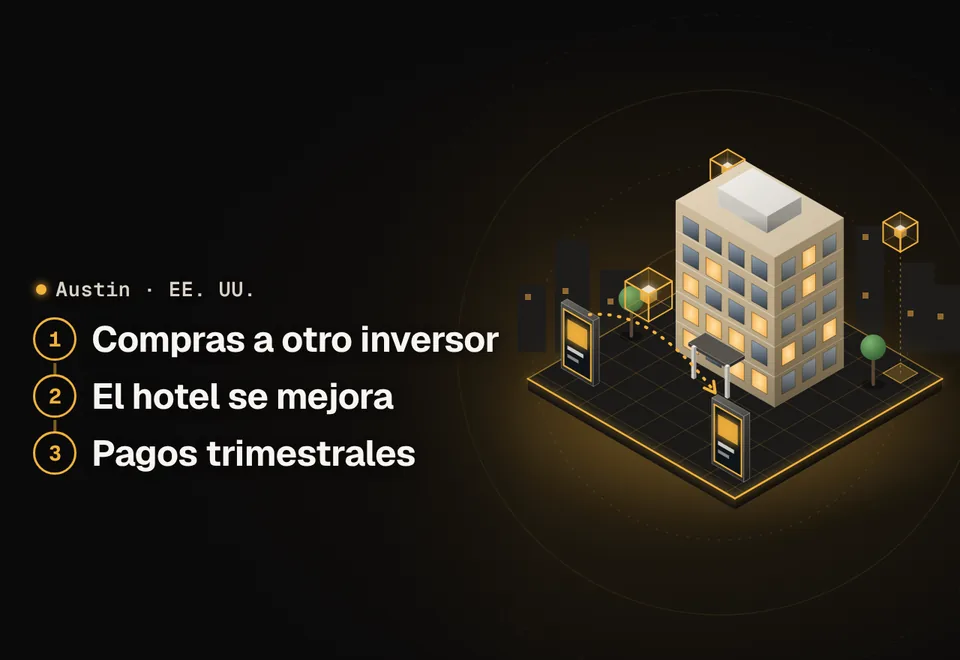 Austin · EE. UU.
1 Compras a otro inversor
2 El hotel se mejora
3 Pagos trimestrales